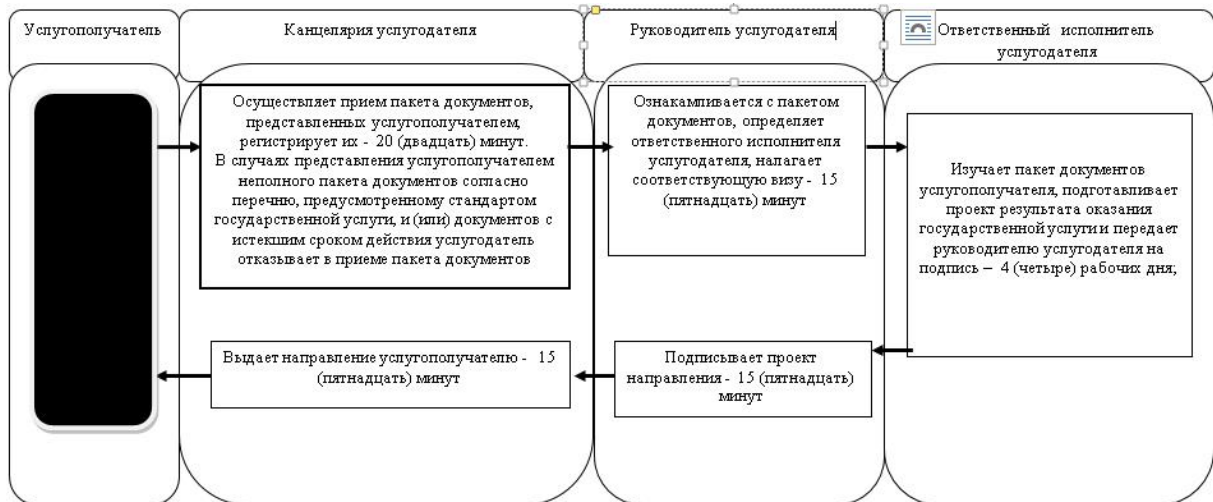 Услугополучатель
Канцелярия услугодателя
Руководитель услугодателя
Ответственный исполнитель
услугодателя
Осуществляет прием пакета документов,
представленных услугополучателем,
регистрирует их - 20 (двадцать) минут.
В случаях представления услугополучателем
неполного пакета документов согласно
перечню, предусмотренному стандартом
государственной услуги, и (или) документов с
истекшим сроком действия услугодатель
отказывает в приеме пакета документов
Ознакампивается с пакетом
документов, определяет
ответственного исполнителя
услугодателя, налагает
соответствующую визу - 15
(пятнадцать) минут
Изучает пакет документов
услугополучателя, подготавливает
проект результата оказания
государственной услуги и передает
руководителю услугодателя на
подпись – 4 (четыре) рабочих дня;
Выдает направление услугополучателю - 15
(пятнадцать) минут
Подписывает проект
направления - 15 (пятнадцать)
минут